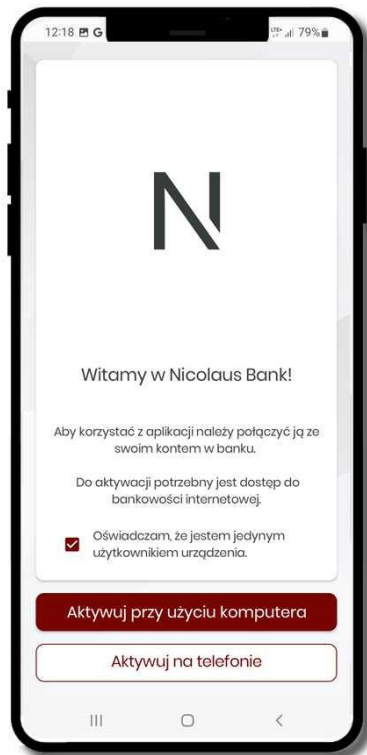 12:18 G LTE+ 79%
N
Witamy w Nicolaus Bank!
Aby korzystać z aplikacji należy połączyć ją ze
swoim kontem w banku.
Do aktywacji potrzebny jest dostęp do
bankowości internetowej.
Oświadczam, że jestem jedynym
użytkownikiem urządzenia.
Aktywuj przy użyciu komputera
Aktywuj na telefonie